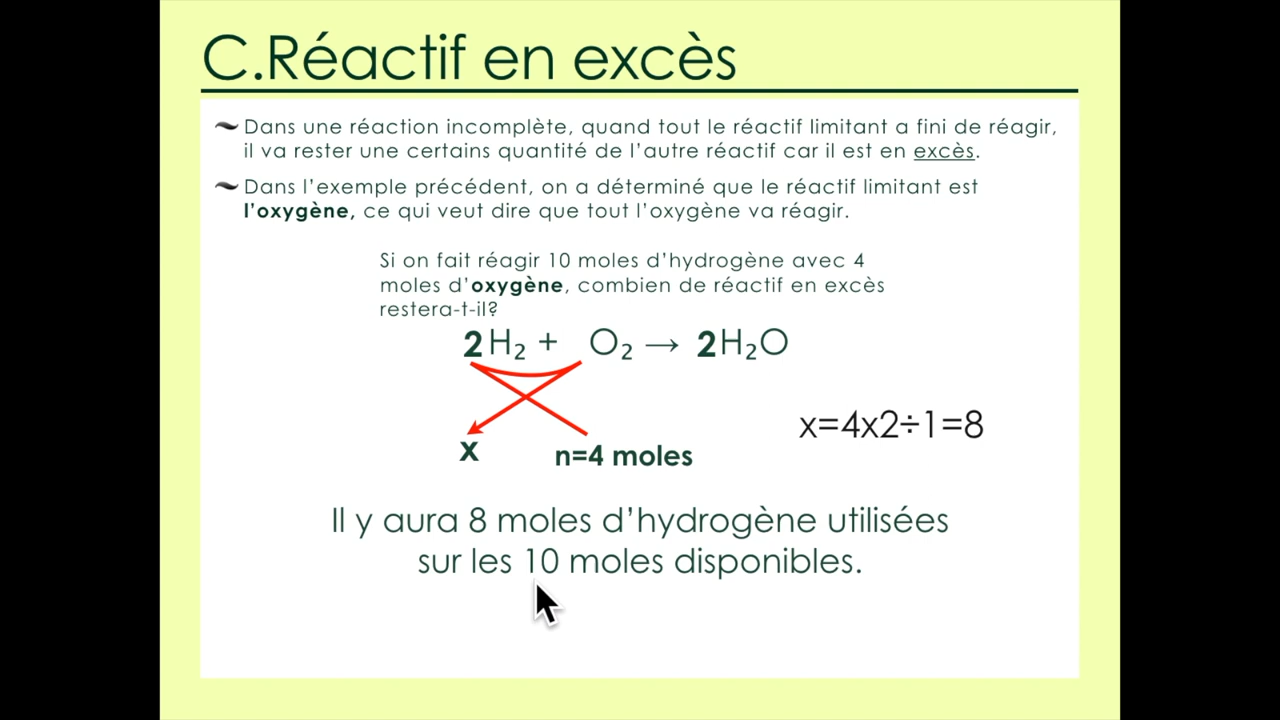 C.Réactif en excès
Dans une réaction incomplète, quand tout le réactif limitant a fini de réagir,
il va rester une certains quantité de l’autre réactif car il est en excès.
Dans l’exemple précédent, on a déterminé que le réactif limitant est
l’oxygène, ce qui veut dire que tout l’oxygène va réagir.
Si on fait réagir 10 moles d’hydrogène avec 4
moles d’oxygène, combien de réactif en excès
restera-t-il?
2H₂ + O₂ → 2H₂O
x=4x2÷1=8
x n=4 moles
Il y aura 8 moles d’hydrogène utilisées
sur les 10 moles disponibles.